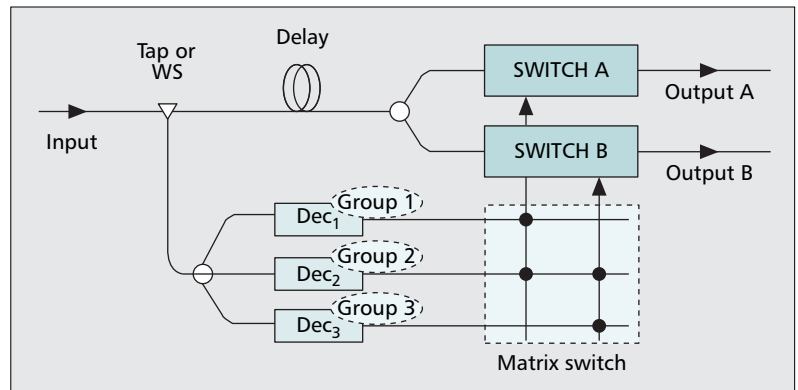 Tap or
WS
Delay
SWITCH A
Output A
Input
SWITCH B
Output B
Dec1
Group 1
Dec2
Group 2
Dec3
Group 3
Matrix switch